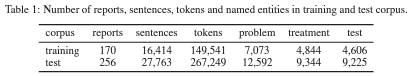 Table 1: Number of reports, sentences, tokens and named entities in training and test corpus.
corpus reports sentences tokens problem treatment test
training 170 16,414 149,541 7,073 4,844 4,606
test 256 27,763 267,249 12,592 9,344 9,225